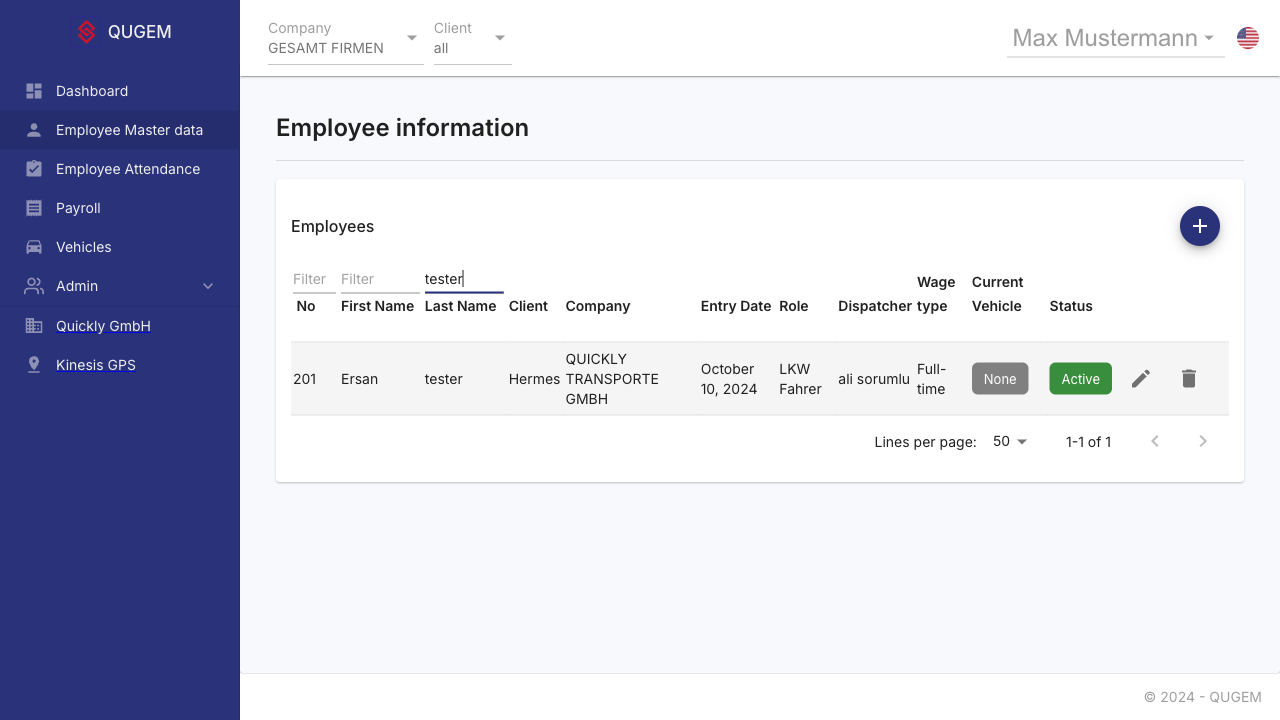 QUGEM
Company
GESAMT FIRMEN
Client
all
Max Mustermann
Dashboard
Employee Master data
Employee Attendance
Payroll
Vehicles
Admin
Quickly GmbH
Kinesis GPS
Employee information
Employees
Filter Filter tester
No First Name Last Name Client Company Entry Date Role Dispatcher Wage type Current Vehicle Status
201 Ersan tester Hermes QUICKLY TRANSPORTE GMBH October 10, 2024 LKW Fahrer ali sorumlu Full-time None Active
Lines per page: 50 1-1 of 1
© 2024 - QUGEM